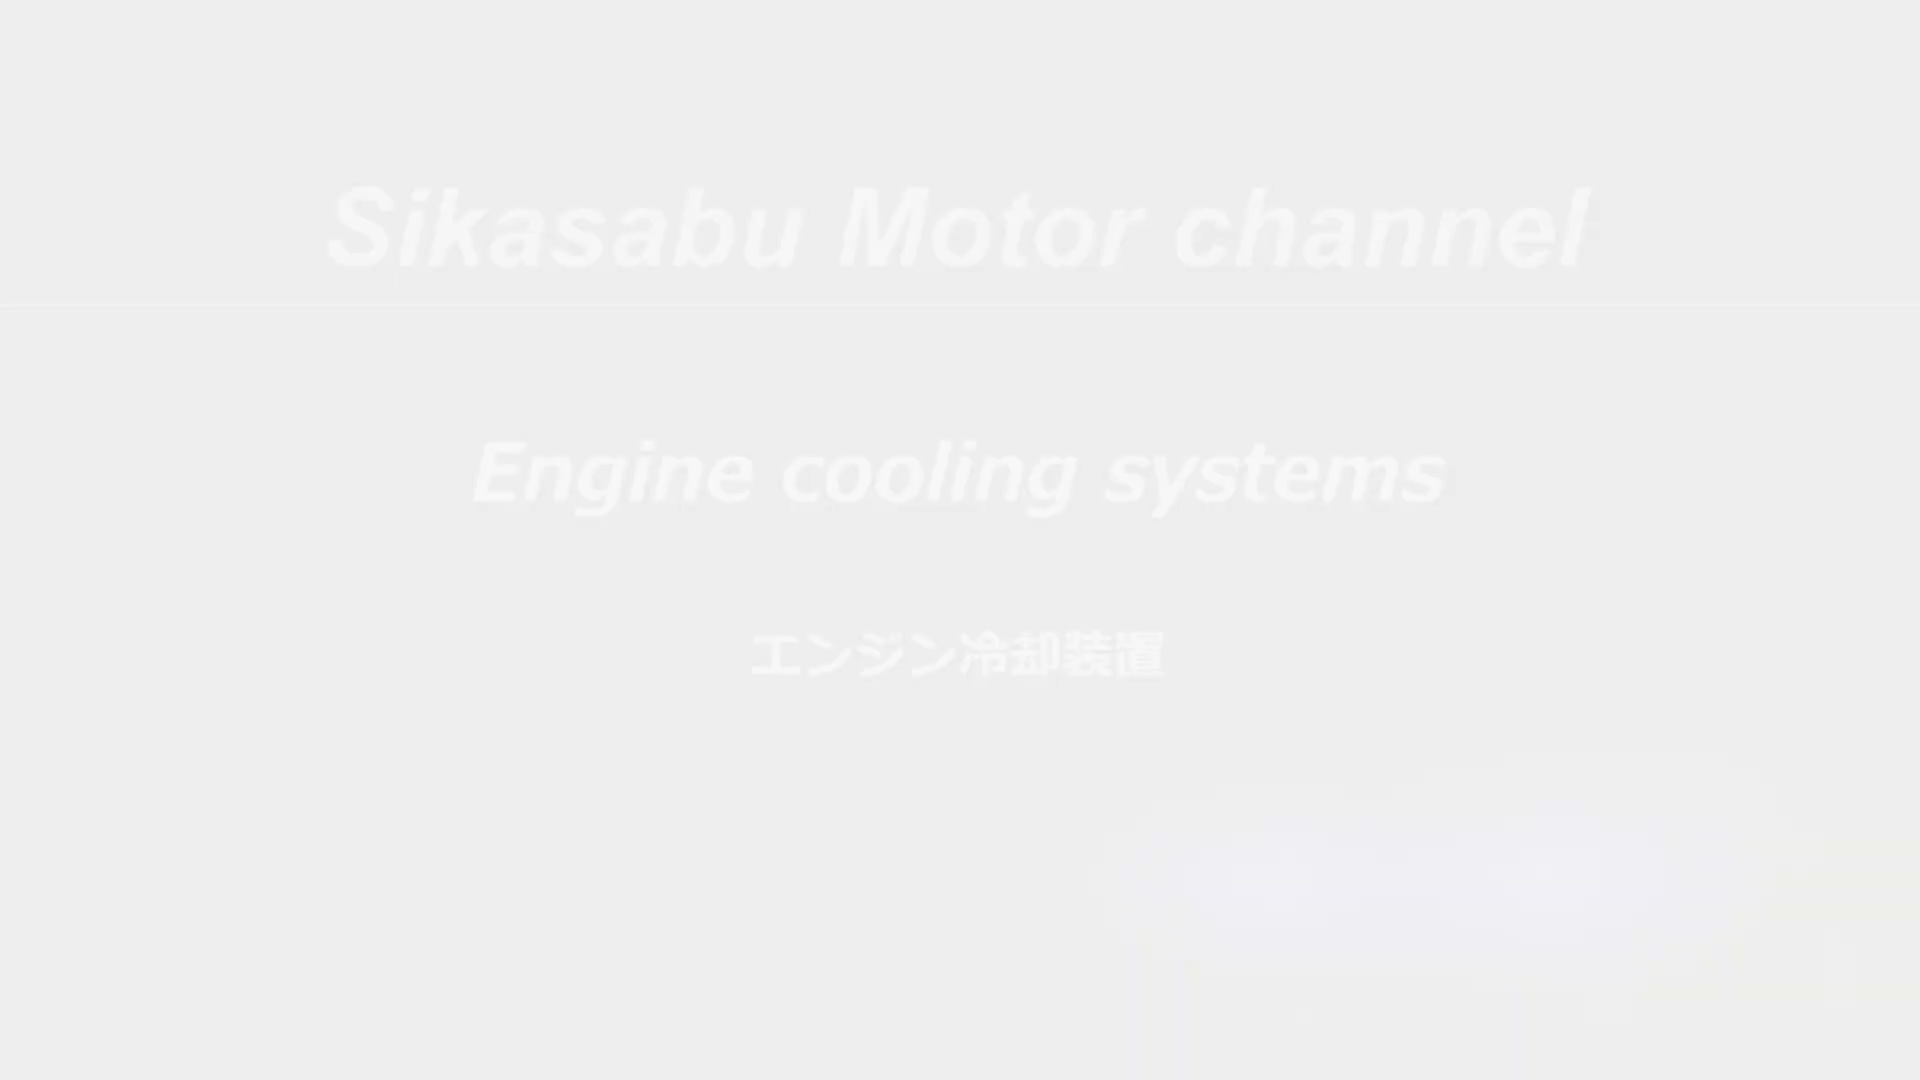 Sikasabu Motor channel
Engine cooling systems
エンジン冷却装置